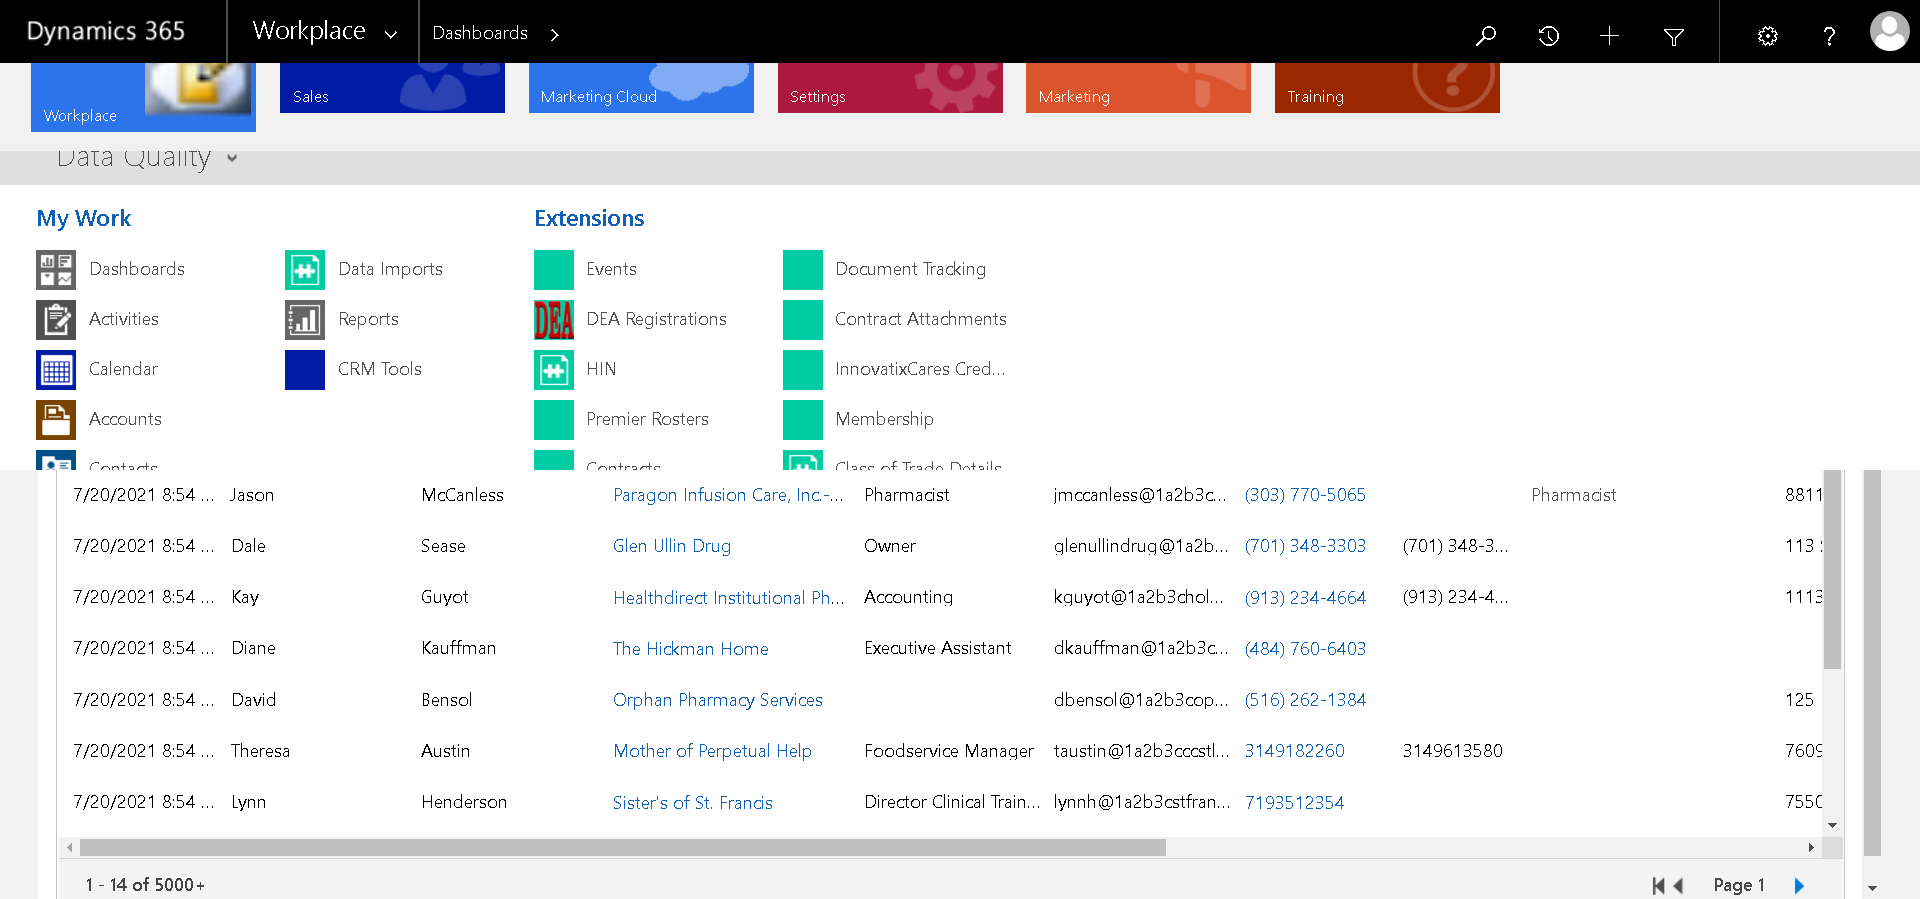 Dynamics 365 Workplace Dashboards
Workplace Sales Marketing Cloud Settings Marketing Training
Data Quality
My Work Extensions
Dashboards Data Imports Events Document Tracking
Activities Reports DEA DEA Registrations Contract Attachments
Calendar CRM Tools HIN InnovatixCares Cred...
Accounts Premier Rosters Membership
Contacts Contracts Class of Trade Details
7/20/2021 8:54 ... Jason McCanless Paragon Infusion Care, Inc.-... Pharmacist jmccanless@1a2b3c... (303) 770-5065 Pharmacist 8811
7/20/2021 8:54 ... Dale Sease Glen Ullin Drug Owner glenullindrug@1a2b... (701) 348-3303 (701) 348-3... 113
7/20/2021 8:54 ... Kay Guyot Healthdirect Institutional Ph... Accounting kguyot@1a2b3chol... (913) 234-4664 (913) 234-4... 1113
7/20/2021 8:54 ... Diane Kauffman The Hickman Home Executive Assistant dkauffman@1a2b3c... (484) 760-6403
7/20/2021 8:54 ... David Bensol Orphan Pharmacy Services dbensol@1a2b3cop... (516) 262-1384 125
7/20/2021 8:54 ... Theresa Austin Mother of Perpetual Help Foodservice Manager taustin@1a2b3cccstl... 3149182260 3149613580 7609
7/20/2021 8:54 ... Lynn Henderson Sister's of St. Francis Director Clinical Train... lynnh@1a2b3cstfran... 7193512354 7550
1 - 14 of 5000+ Page 1